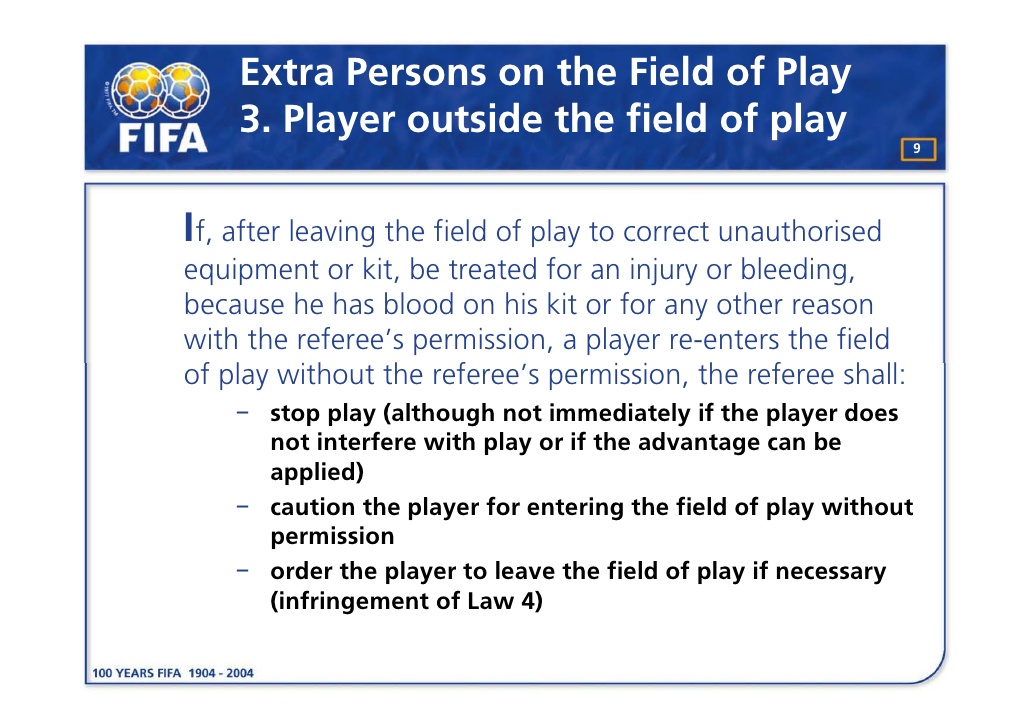 Extra Persons on the Field of Play
3. Player outside the field of play
FIFA
9
If, after leaving the field of play to correct unauthorised
equipment or kit, be treated for an injury or bleeding,
because he has blood on his kit or for any other reason
with the referee's permission, a player re-enters the field
of play without the referee's permission, the referee shall:
– stop play (although not immediately if the player does
not interfere with play or if the advantage can be
applied)
– caution the player for entering the field of play without
permission
– order the player to leave the field of play if necessary
(infringement of Law 4)
100 YEARS FIFA 1904 - 2004